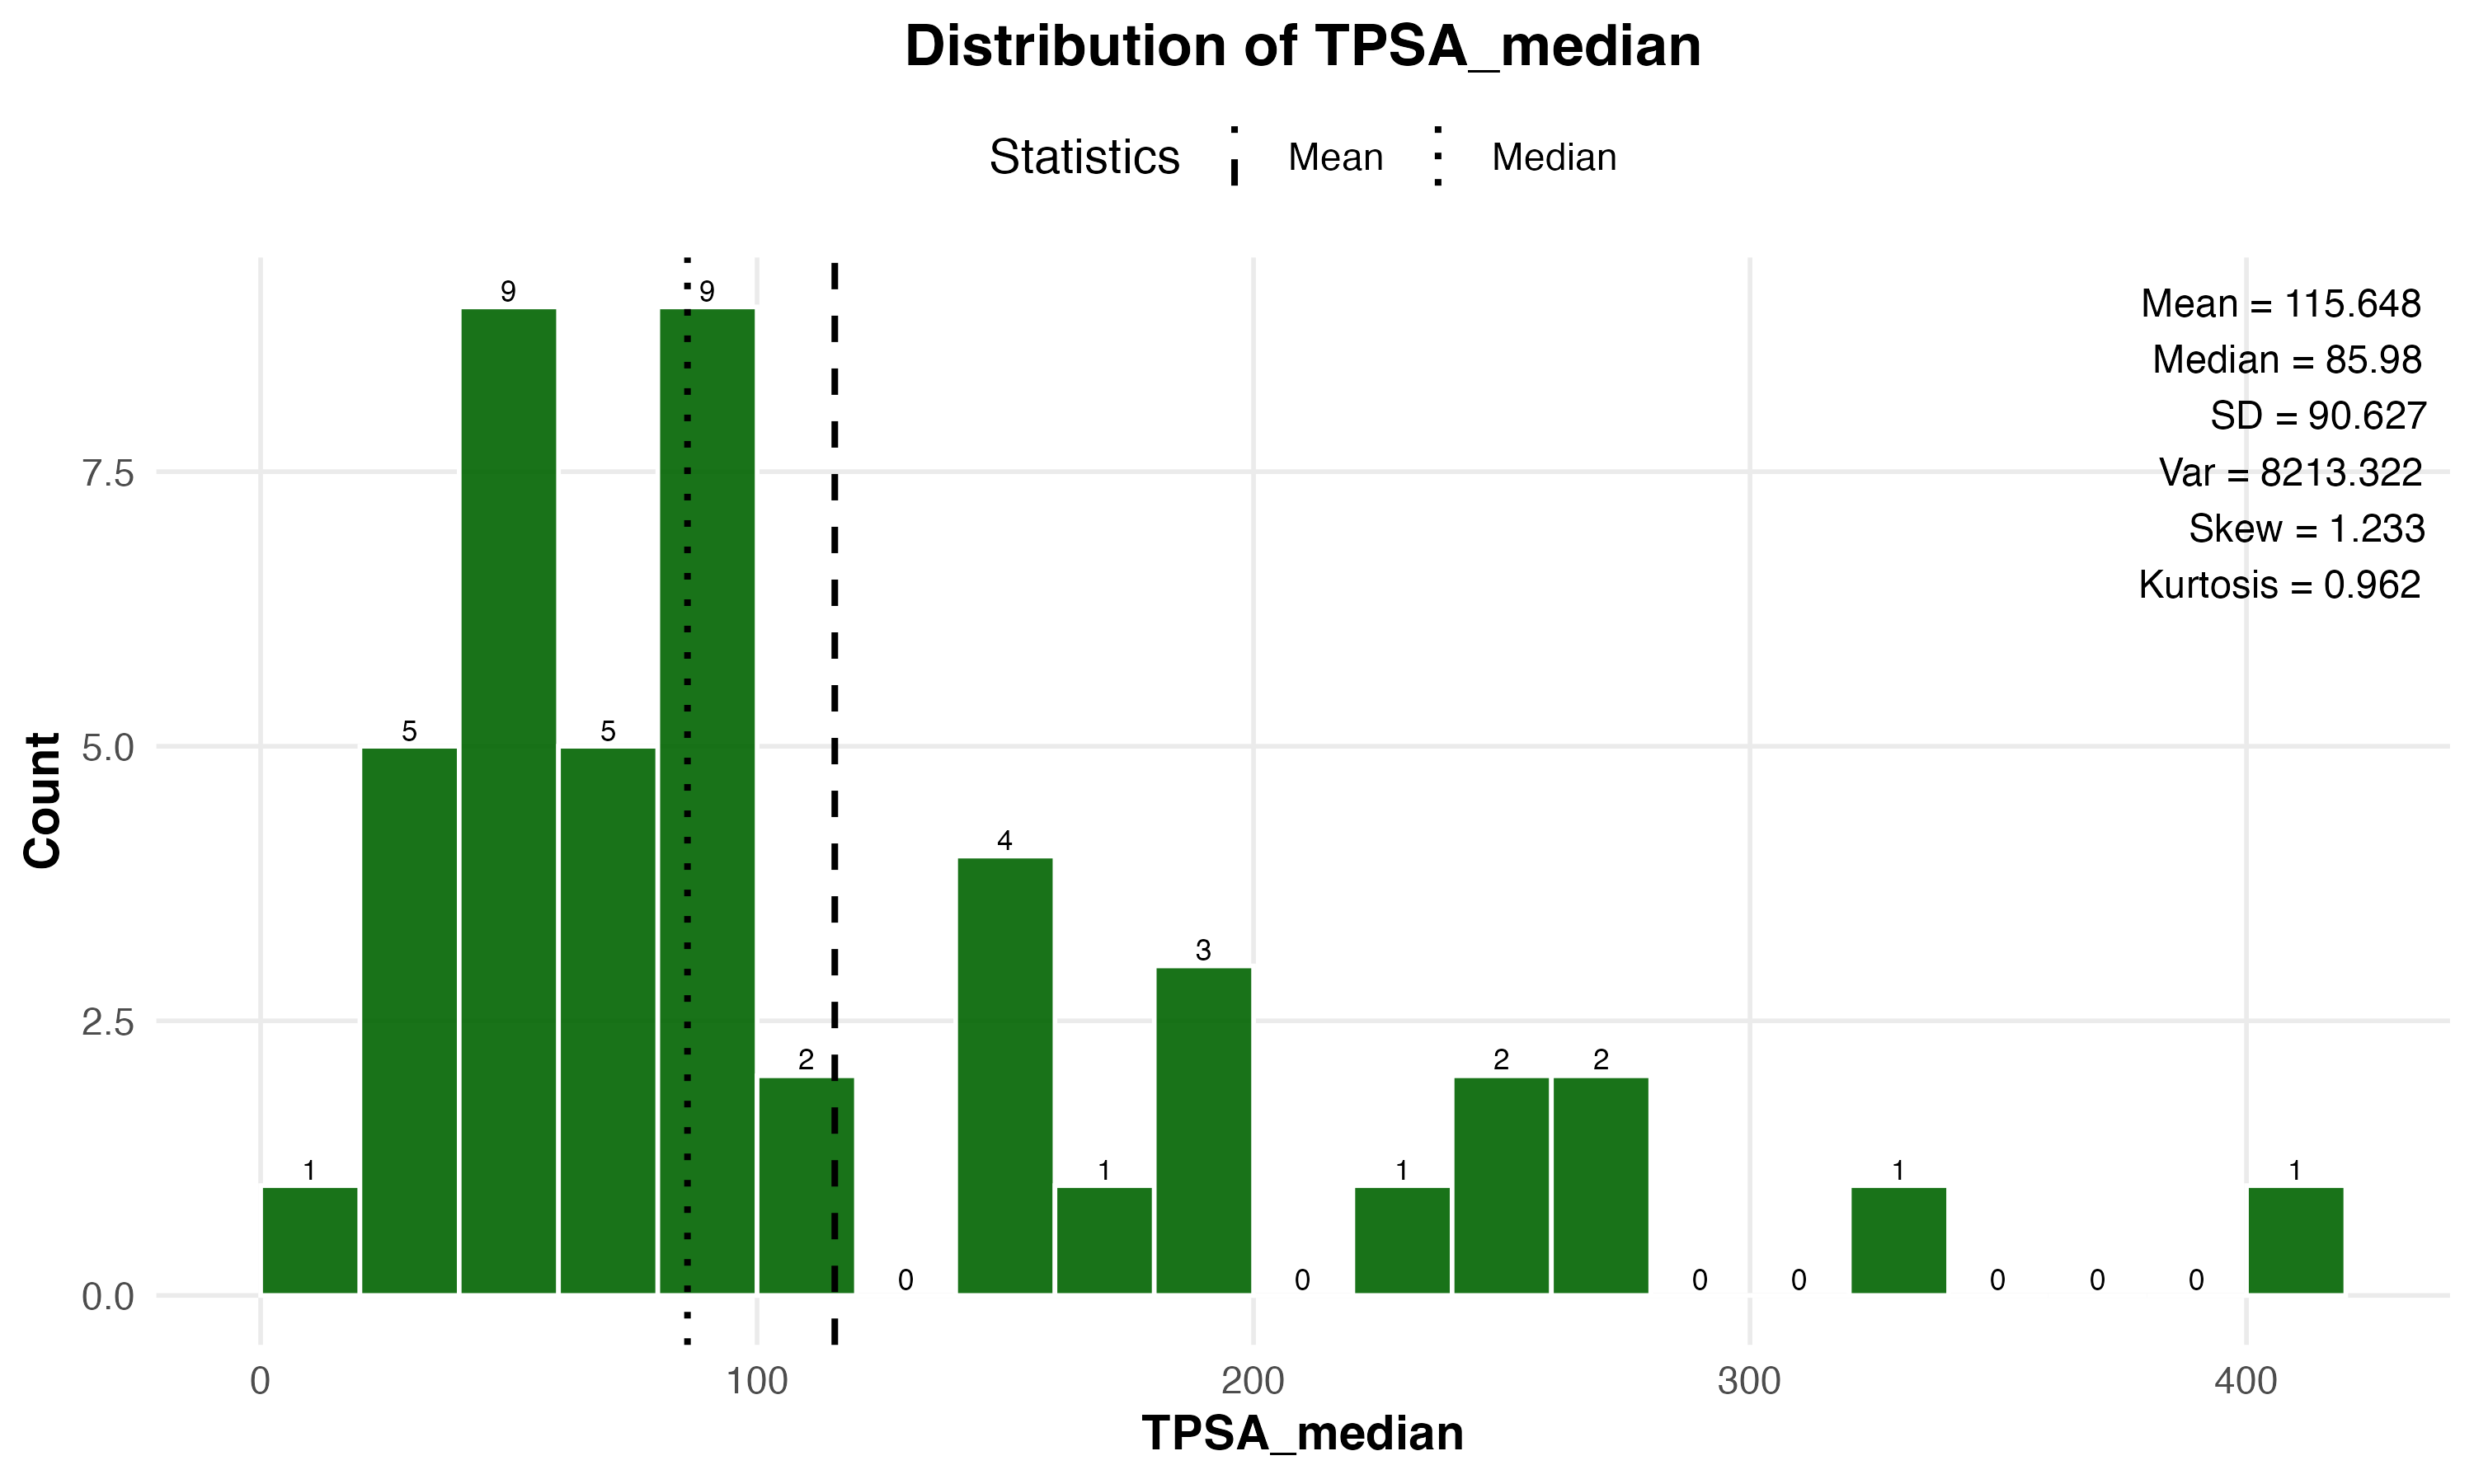 Distribution of TPSA_median
Statistics Mean Median
9 9
Mean = 115.648
Median = 85.98
SD = 90.627
7.5
Var = 8213.322
Skew = 1.233
Kurtosis = 0.962
5 5
5.0
Count
4
3
2.5
2 2 2
1 1 1 1 1
0 0 0 0 0 0 0
0.0
0 100 200 300 400
TPSA_median